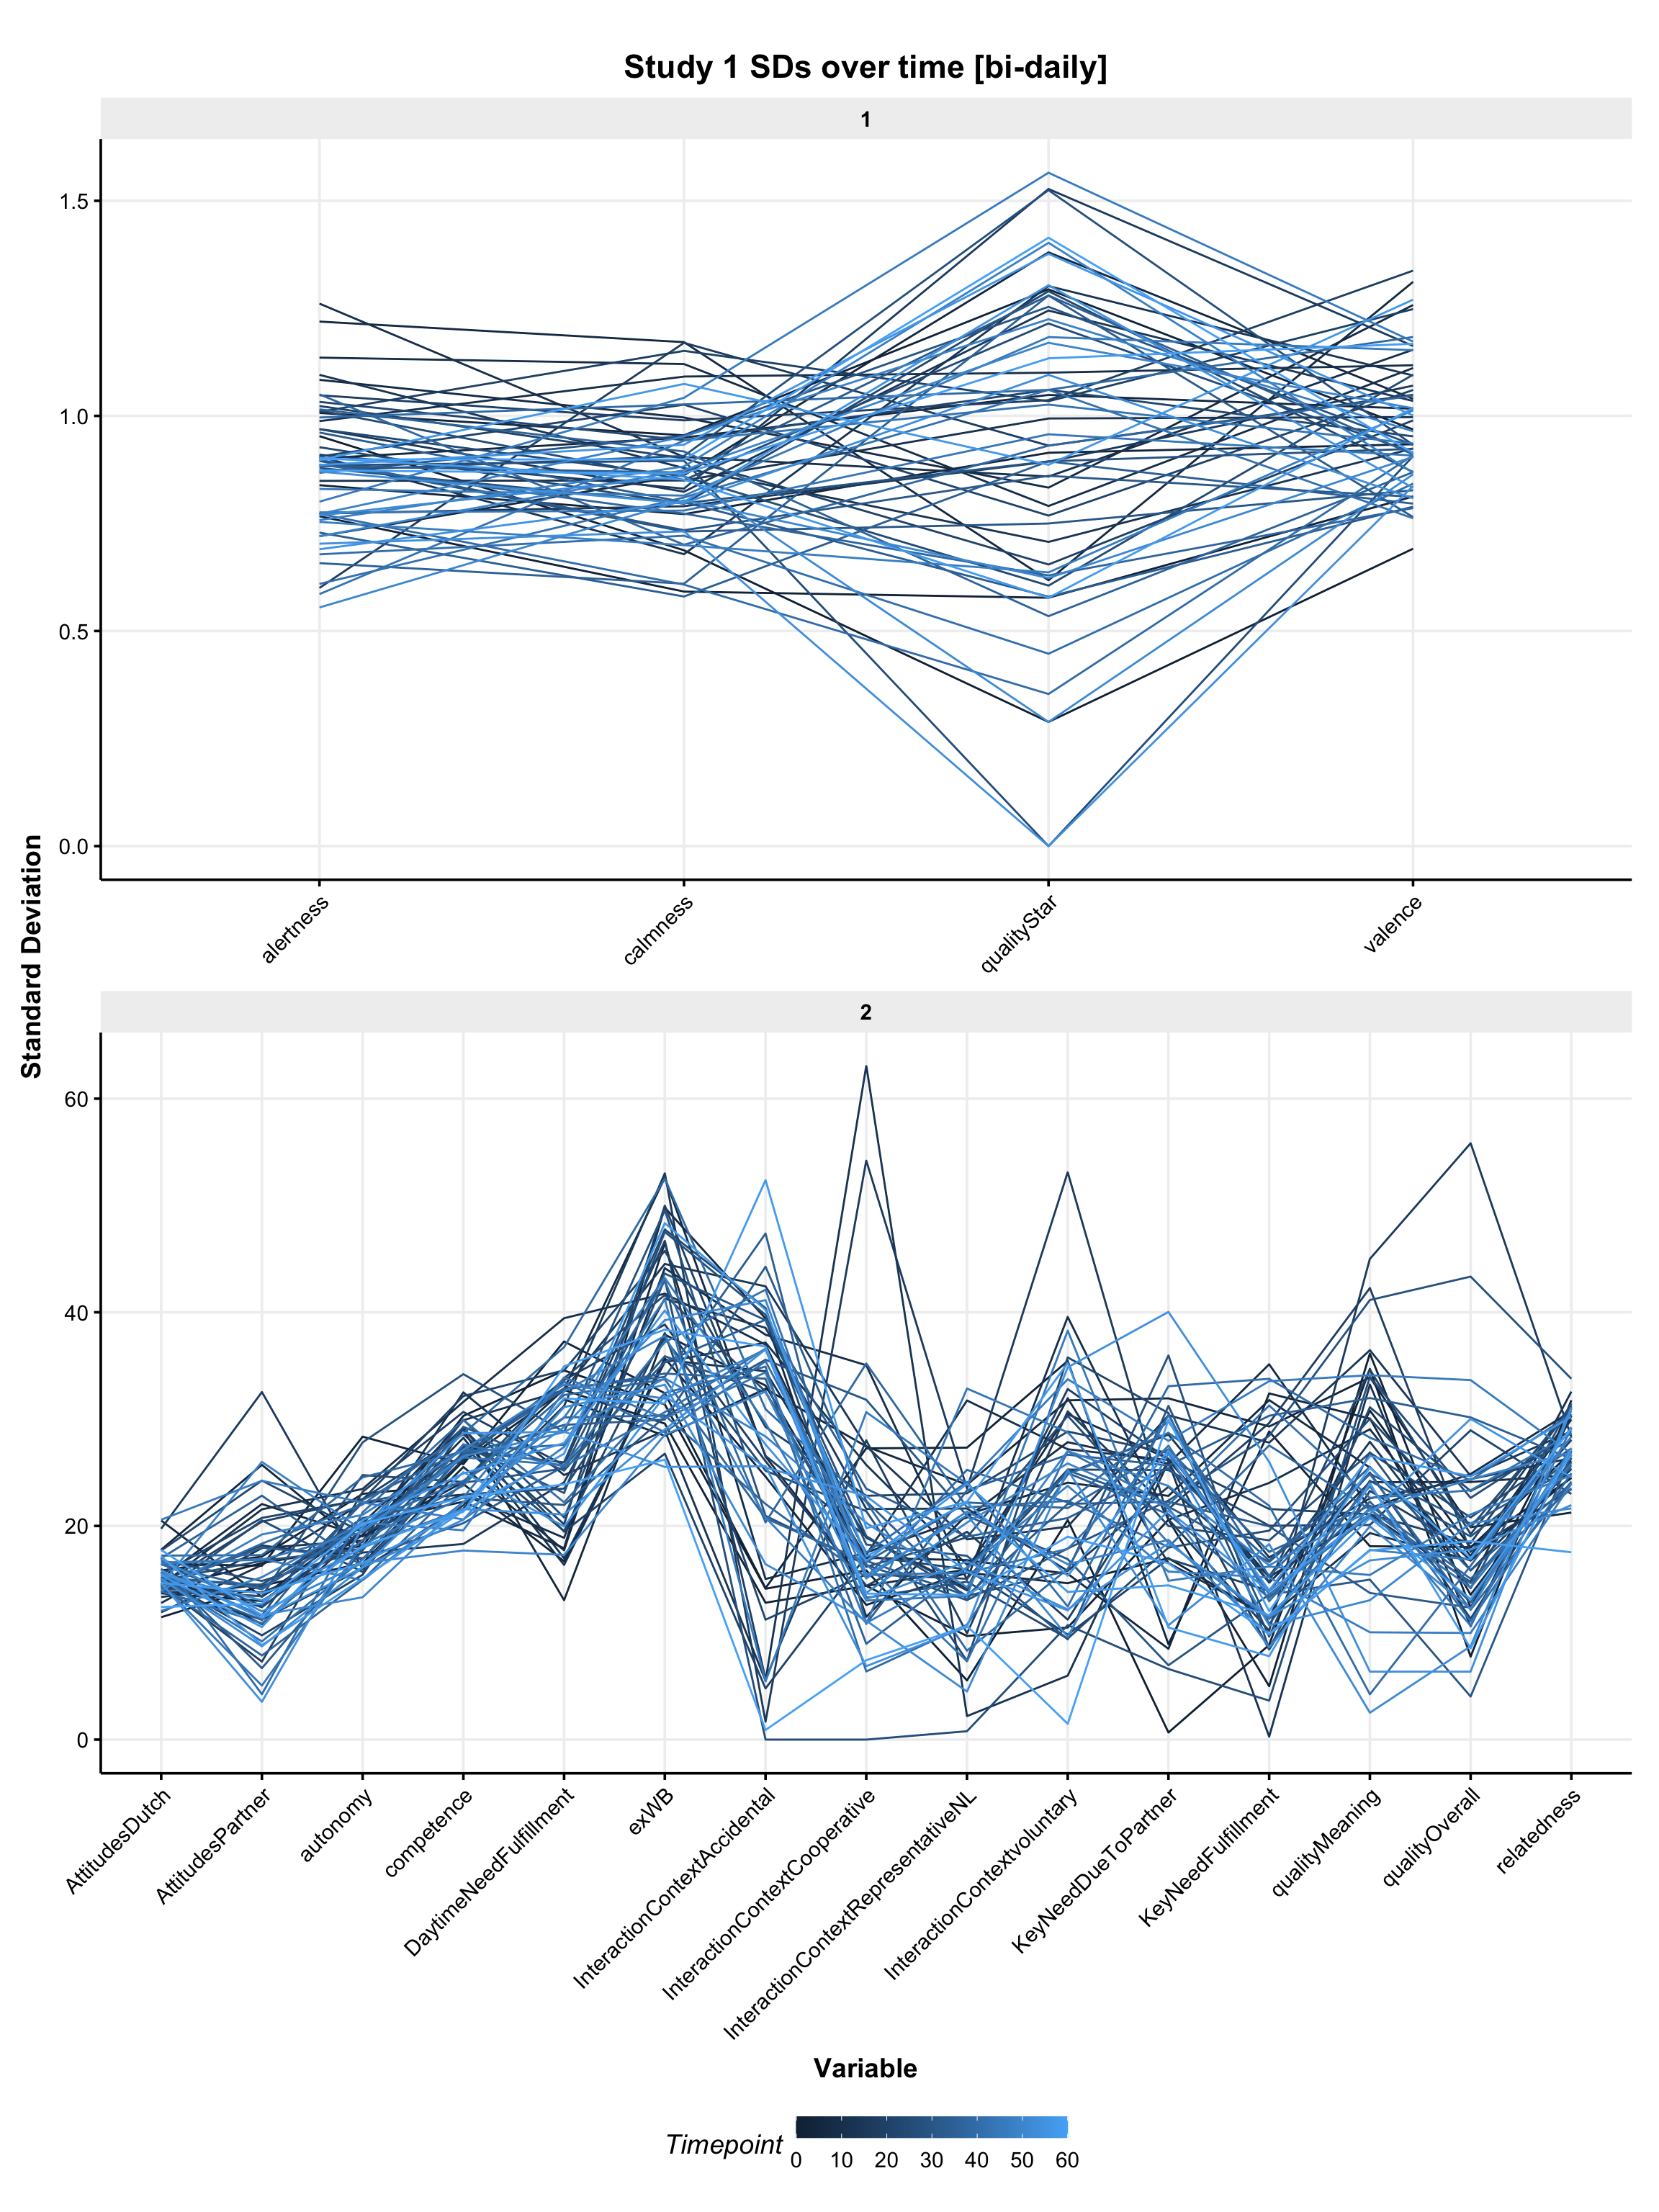 Study 1 SDs over time [bi-daily]
1
1.5
1.0
0.5
0.0
alertness
calmness
qualityStar
valence
Standard Deviation
2
60
40
20
0
AttitudesDutch
AttitudesPartner
autonomy
competence
DaytimeNeedFulfillment
exWB
InteractionContextAccidental
InteractionContextCooperative
InteractionContextRepresentativeNL
InteractionContextvoluntary
KeyNeedDueToPartner
KeyNeedFulfillment
qualityMeaning
qualityOverall
relatedness
Variable
Timepoint
0 10 20 30 40 50 60